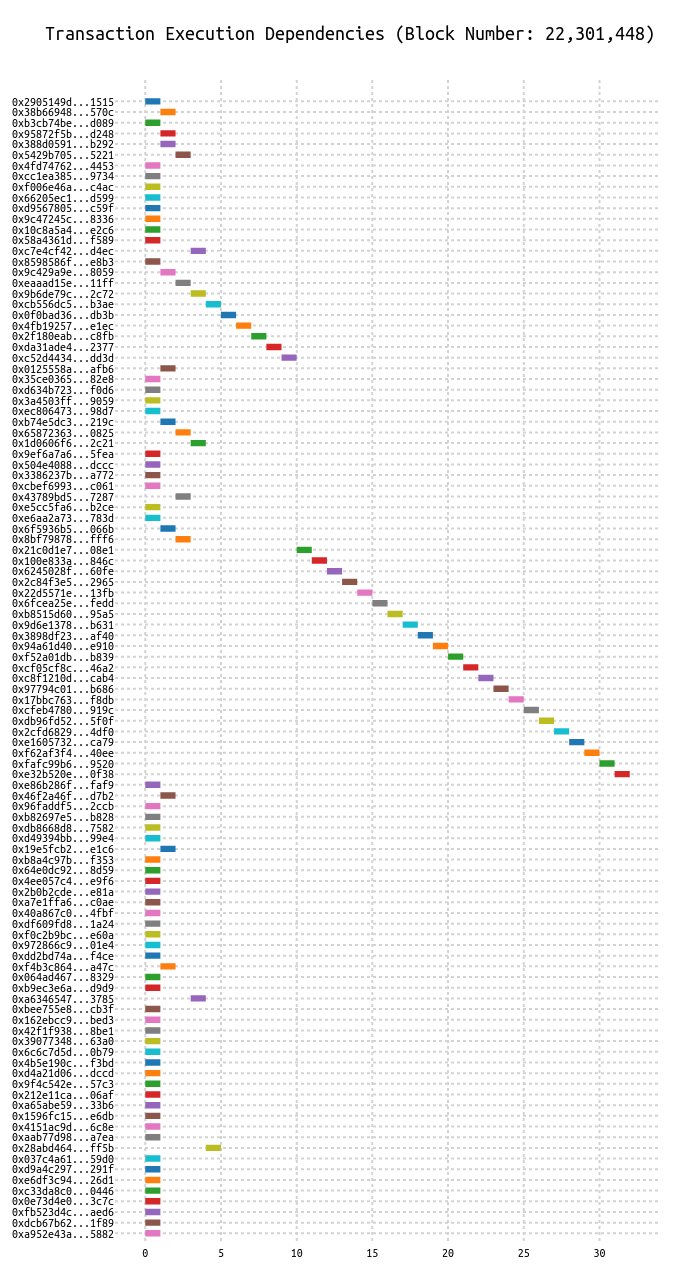 Transaction Execution Dependencies (Block Number: 22,301,448)
0x2905149d...1515
0x38b66948...570c
0xb3cb74be...d089
0x95872f5b...d248
0x388d0591...b292
0x5429b705...5221
0x4fd74762...4453
0xcc1ea385...9734
0xf006e46a...c4ac
0x66205ec1...d599
0xd9567805...c59f
0x9c47245c...8336
0x10c8a5a4...e2c6
0x58a4361d...f589
0xc7e4cf42...d4ec
0x8598586f...e8b3
0x9c429a9e...8059
0xeaaad15e...11ff
0x9b6de79c...2c72
0xcb556dc5...b3ae
0x0f0bad36...db3b
0x4fb19257...e1ec
0x2f180eab...c8fb
0xda31ade4...2377
0xc52d4434...dd3d
0x0125558a...afb6
0x35ce0365...82e8
0xd634b723...f0d6
0x3a4503ff...9059
0xec806473...98d7
0xb74e5dc3...219c
0x65872363...0825
0x1d0606f6...2c21
0x9ef6a7a6...5fea
0x504e4088...dccc
0x3386237b...a772
0xcbef6993...c061
0x43789bd5...7287
0xe5cc5fa6...b2ce
0xe6aa2a73...783d
0x6f5936b5...066b
0x8bf79878...fff6
0x21c0d1e7...08e1
0x100e833a...846c
0x6245028f...60fe
0x2c84f3e5...2965
0x22d5571e...13fb
0x6fcea25e...fedd
0xb8515d60...95a5
0x9d6e1378...b631
0x3898df23...af40
0x94a61d40...e910
0xf52a01db...b839
0xcf05cf8c...46a2
0xc8f1210d...cab4
0x97794c01...b686
0x17bbc763...f8db
0xcfeb4780...919c
0xdb96fd52...5f0f
0x2cfd6829...4df0
0xe1605732...ca79
0xf62af3f4...40ee
0xfafc99b6...9520
0xe32b520e...0f38
0xe86b286f...faf9
0x46f2a46f...d7b2
0x96faddf5...2ccb
0xb82697e5...b828
0xdb8668d8...7582
0xd49394bb...99e4
0x19e5fcb2...e1c6
0xb8a4c97b...f353
0x64e0dc92...8d59
0x4ee057c4...e9f6
0x2b0b2cde...e81a
0xa7e1ffa6...c0ae
0x40a867c0...4fbf
0xdf609fd8...1a24
0xf0c2b9bc...e60a
0x972866c9...01e4
0xdd2bd74a...f4ce
0xf4b3c864...a47c
0x064ad467...8329
0xb9ec3e6a...d9d9
0xa6346547...3785
0xbee755e8...cb3f
0x162ebcc9...bed3
0x42f1f938...8be1
0x39077348...63a0
0x6c6c7d5d...0b79
0x4b5e190c...f3bd
0xd4a21d06...dccd
0x9f4c542e...57c3
0x212e11ca...06af
0xa65abe59...33b6
0x1596fc15...e6db
0x4151ac9d...6c8e
0xaab77d98...a7ea
0x28abd464...ff5b
0x037c4a61...59d0
0xd9a4c297...291f
0xe6df3c94...26d1
0xc33da8c0...0446
0x0e73d4e0...3c7c
0xfb523d4c...aed6
0xdcb67b62...1f89
0xa952e43a...5882
0 5 10 15 20 25 30